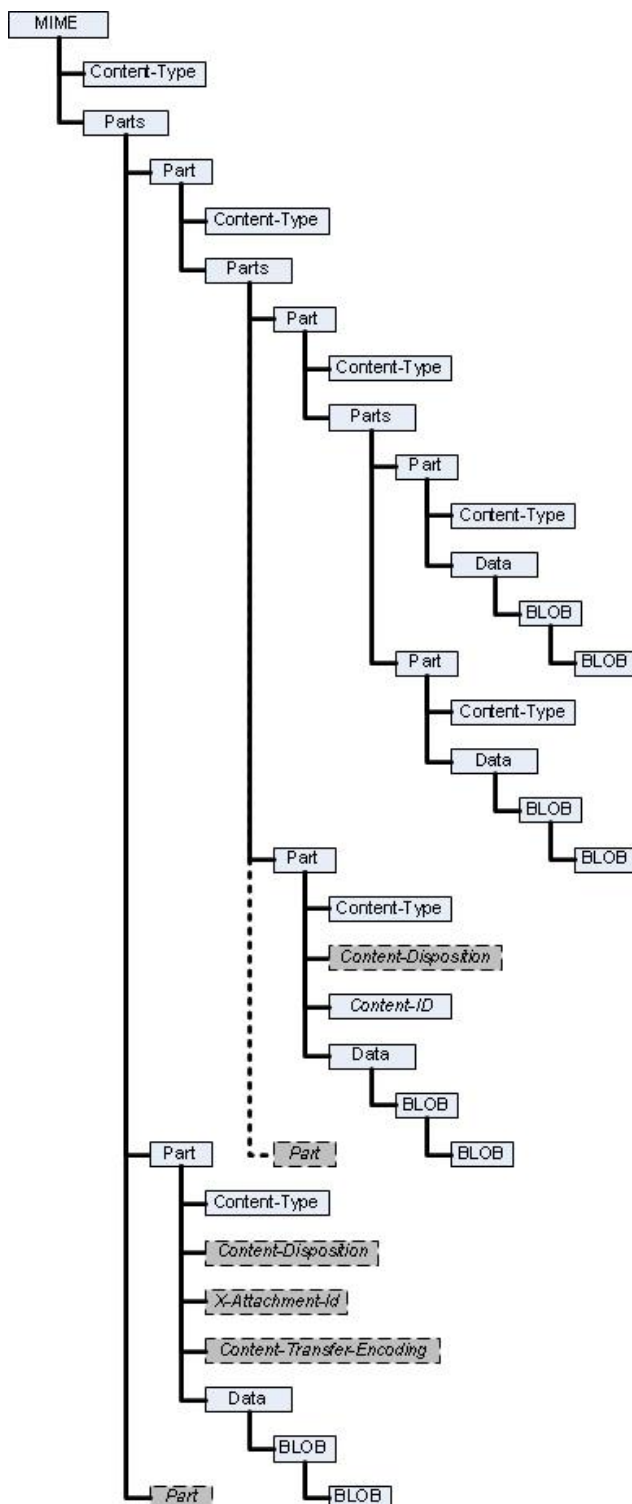 MIME
Content-Type
Parts
Part
Content-Type
Parts
Part
Content-Type
Parts
Part
Content-Type
Data
BLOB
BLOB
Part
Content-Type
Data
BLOB
BLOB
Part
Content-Type
Content-Disposition
Content-ID
Data
BLOB
BLOB
Part
Part
Content-Type
Content-Disposition
X-Attachment-Id
Content-Transfer-Encoding
Data
BLOB
BLOB
Part